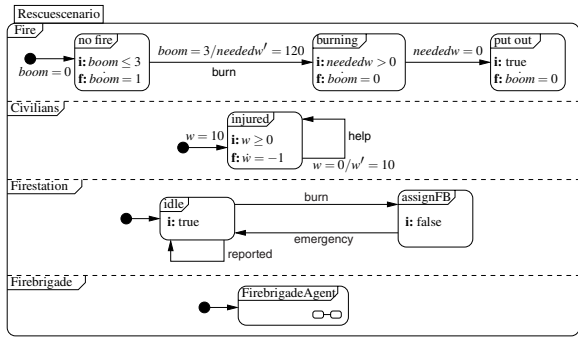 Rescuescenario
Fire
no fire
boom = 0
i: boom ≤ 3
f: ḃoom = 1
boom = 3/neededw′ = 120
burn
burning
i: neededw > 0
f: ḃoom = 0
neededw = 0
put out
i: true
f: ḃoom = 0
Civilians
w = 10
injured
i: w ≥ 0
f: ẇ = −1
help
w = 0/w′ = 10
Firestation
idle
i: true
burn
assignFB
i: false
emergency
reported
Firebrigade
FirebrigadeAgent